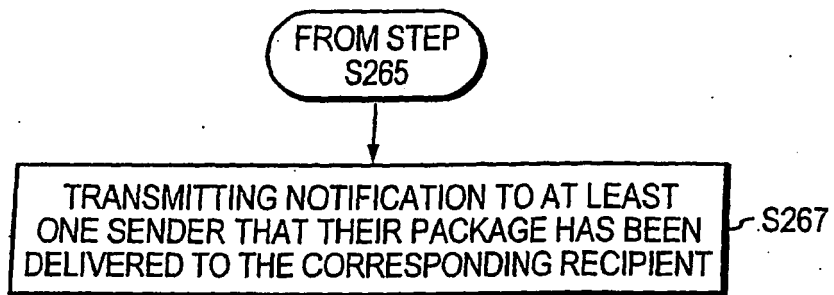 FROM STEP
S265
TRANSMITTING NOTIFICATION TO AT LEAST
ONE SENDER THAT THEIR PACKAGE HAS BEEN
DELIVERED TO THE CORRESPONDING RECIPIENT
S267